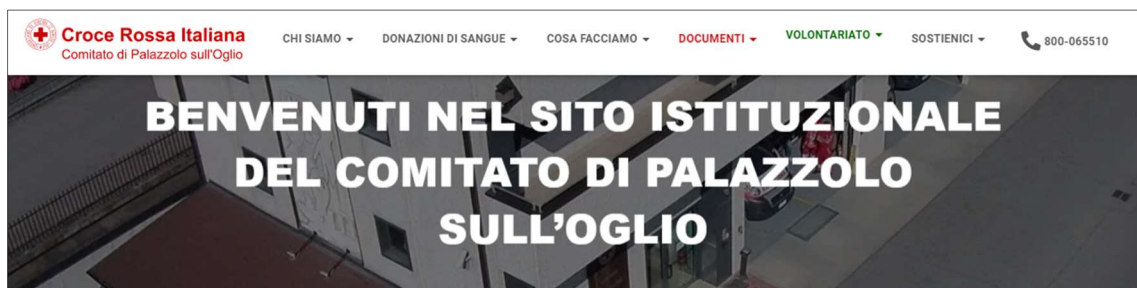 Croce Rossa Italiana
Comitato di Palazzolo sull'Oglio
CHI SIAMO
DONAZIONI DI SANGUE
COSA FACCIAMO
DOCUMENTI
VOLONTARIATO
SOSTIENICI
800-065510
BENVENUTI NEL SITO ISTITUZIONALE
DEL COMITATO DI PALAZZOLO
SULL’OGLIO